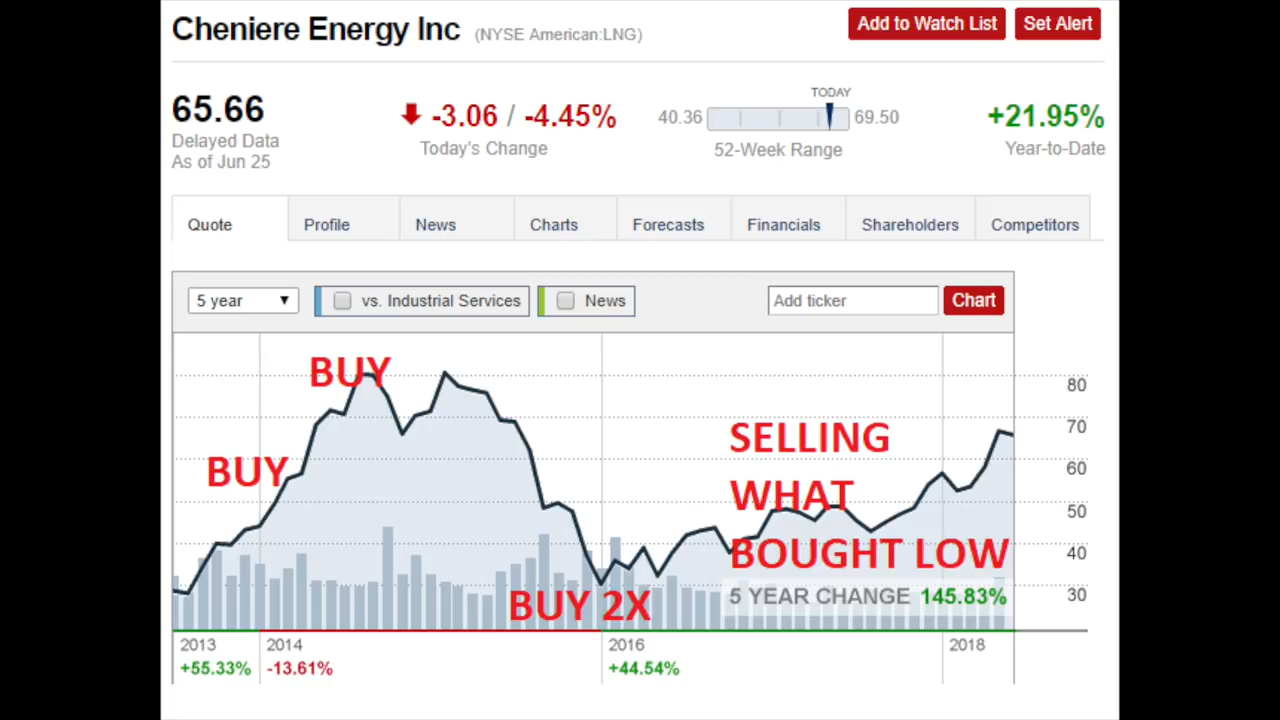 Cheniere Energy Inc (NYSE American:LNG)
Add to Watch List
Set Alert
65.66
Delayed Data
As of Jun 25
-3.06 / -4.45%
Today's Change
TODAY
40.36
69.50
52-Week Range
+21.95%
Year-to-Date
Quote
Profile
News
Charts
Forecasts
Financials
Shareholders
Competitors
5 year
vs. Industrial Services
News
Add ticker
Chart
BUY
BUY
SELLING
WHAT
BOUGHT LOW
BUY 2X
5 YEAR CHANGE 145.83%
80
70
60
50
40
30
2013
2014
2016
2018
+55.33%
-13.61%
+44.54%